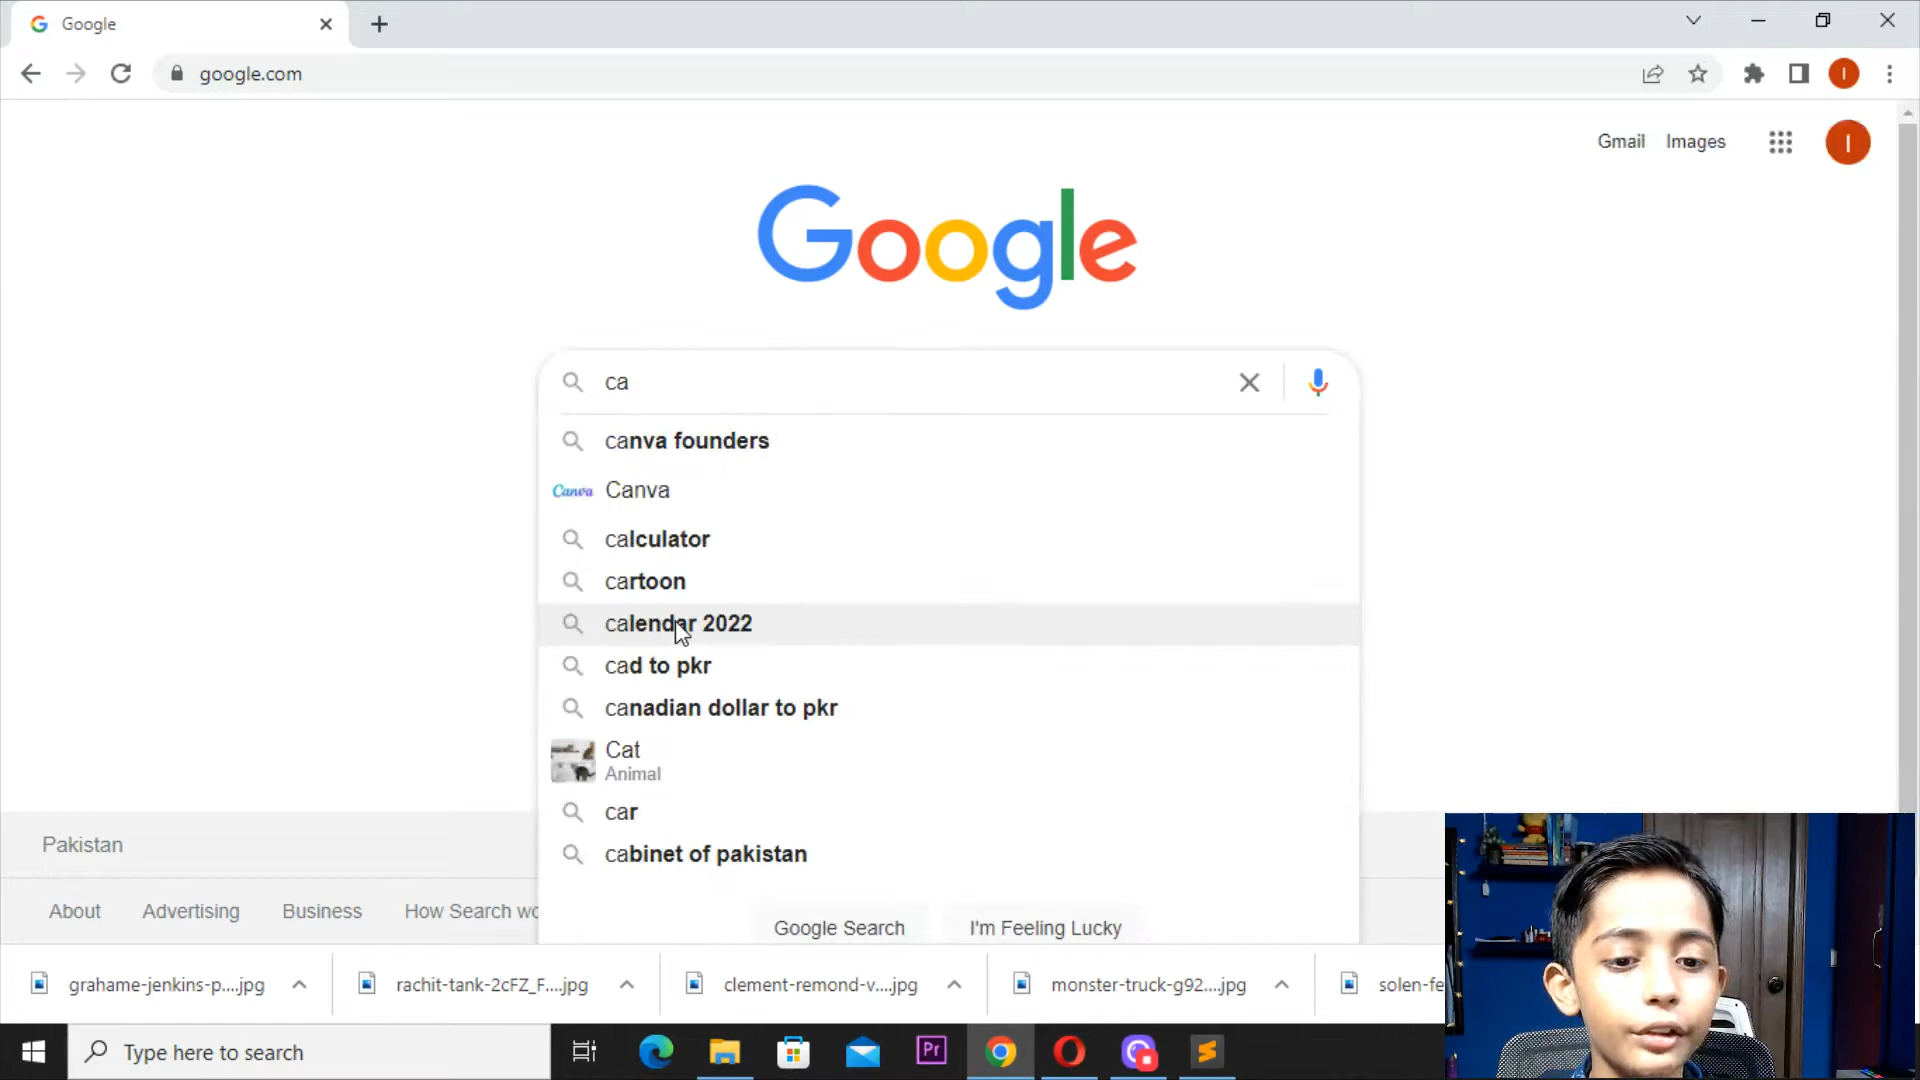 Google
google.com
Gmail Images
I
I
Google
ca
canva founders
Canva Canva
calculator
cartoon
calendar 2022
cad to pkr
canadian dollar to pkr
Cat
Animal
car
cabinet of pakistan
Google Search I'm Feeling Lucky
Pakistan
About Advertising Business How Search wo
grahame-jenkins-p....jpg rachit-tank-2cFZ_F....jpg clement-remond-v....jpg monster-truck-g92....jpg solen-fe
Type here to search
Pr